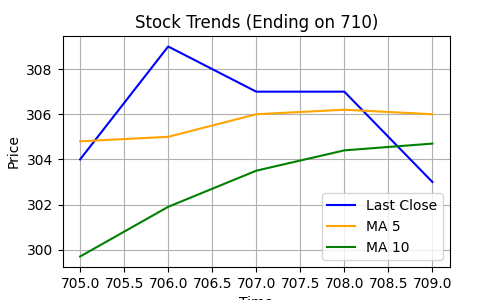 Stock Trends (Ending on 710)
Price
308
306
304
302
300
Last Close
MA 5
MA 10
705.0 705.5 706.0 706.5 707.0 707.5 708.0 708.5 709.0
Time